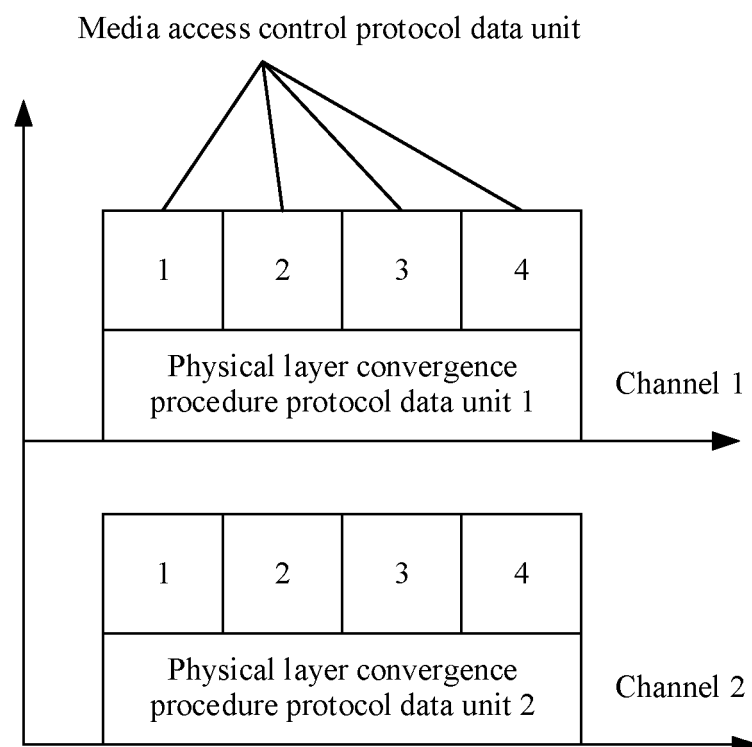 Media access control protocol data unit
1 2 3 4
Physical layer convergence
procedure protocol data unit 1
Channel 1
1 2 3 4
Physical layer convergence
procedure protocol data unit 2
Channel 2